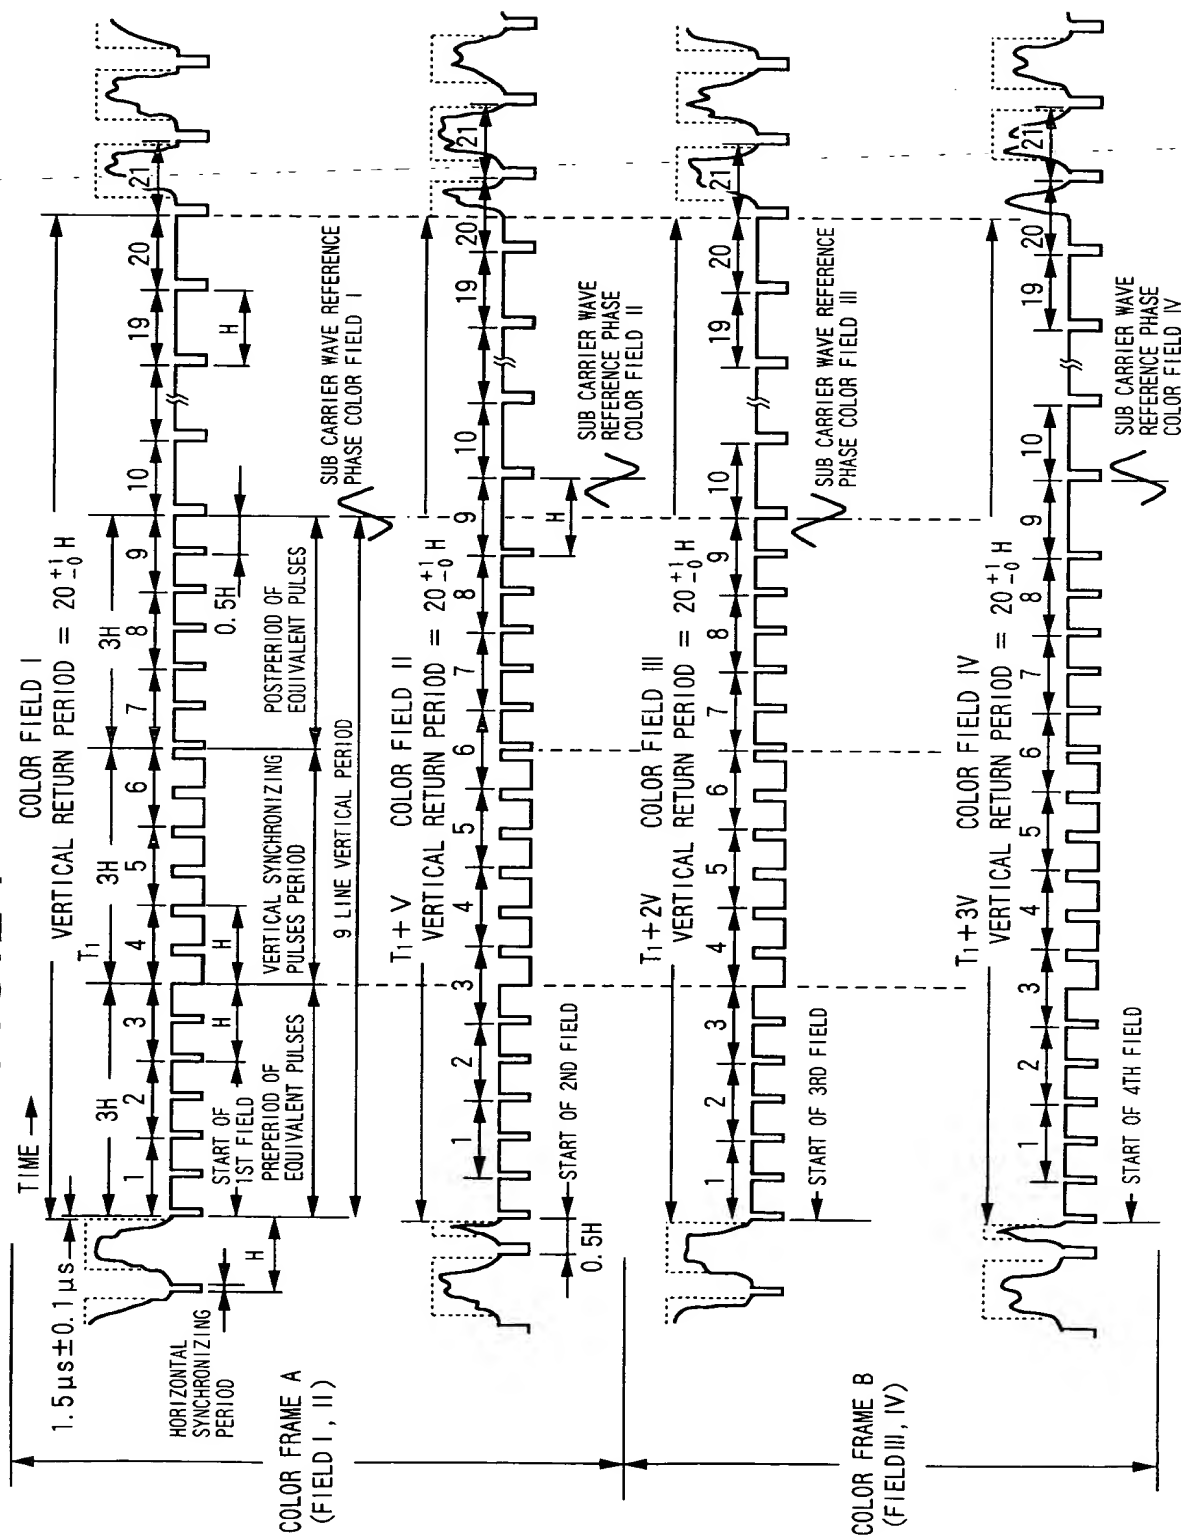 TIME →
COLOR FIELD I
VERTICAL RETURN PERIOD = 20 +1 -0 H
1.5μs±0.1μs
3H
T1
3H
3H
1 2 3 4 5 6 7 8 9 10 19 20 21
HORIZONTAL
SYNCHRONIZING
PERIOD
H
START OF
1ST FIELD
H
H
0.5H
H
PREPERIOD OF
EQUIVALENT PULSES
VERTICAL SYNCHRONIZING
PULSES PERIOD
POSTPERIOD OF
EQUIVALENT PULSES
9 LINE VERTICAL PERIOD
SUB CARRIER WAVE REFERENCE
PHASE COLOR FIELD I
COLOR FRAME A
(FIELD I, II)
T1+V
COLOR FIELD II
VERTICAL RETURN PERIOD = 20 +1 -0 H
1 2 3 4 5 6 7 8 9 10 19 20 21
START OF 2ND FIELD
0.5H
H
SUB CARRIER WAVE
REFERENCE PHASE
COLOR FIELD II
T1+2V
COLOR FIELD III
VERTICAL RETURN PERIOD = 20 +1 -0 H
1 2 3 4 5 6 7 8 9 10 19 20 21
START OF 3RD FIELD
SUB CARRIER WAVE REFERENCE
PHASE COLOR FIELD III
COLOR FRAME B
(FIELD III, IV)
T1+3V
COLOR FIELD IV
VERTICAL RETURN PERIOD = 20 +1 -0 H
1 2 3 4 5 6 7 8 9 10 19 20 21
START OF 4TH FIELD
SUB CARRIER WAVE
REFERENCE PHASE
COLOR FIELD IV